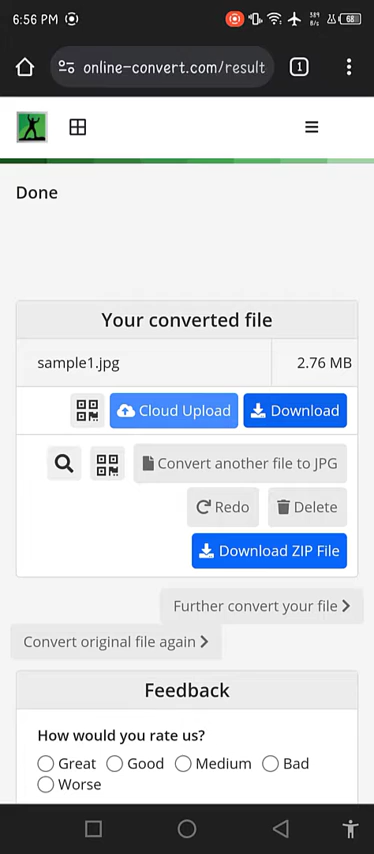 6:56 PM
389 B/s
68
online-convert.com/result
1
Done
Your converted file
sample1.jpg 2.76 MB
Cloud Upload Download
Convert another file to JPG
Redo Delete
Download ZIP File
Further convert your file
Convert original file again
Feedback
How would you rate us?
Great Good Medium Bad
Worse